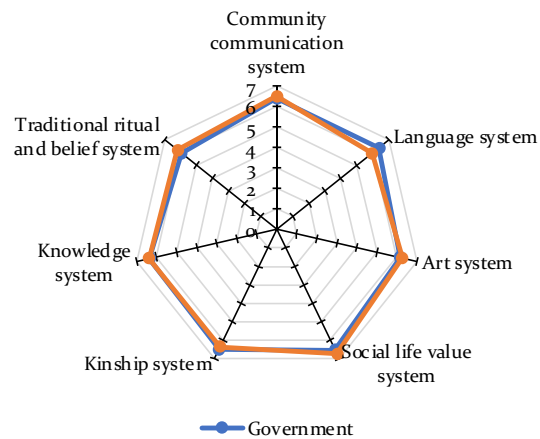 Community
communication
system
7
6
5
4
3
2
1
0
Language system
Art system
Social life value
system
Kinship system
Knowledge
system
Traditional ritual
and belief system
Government